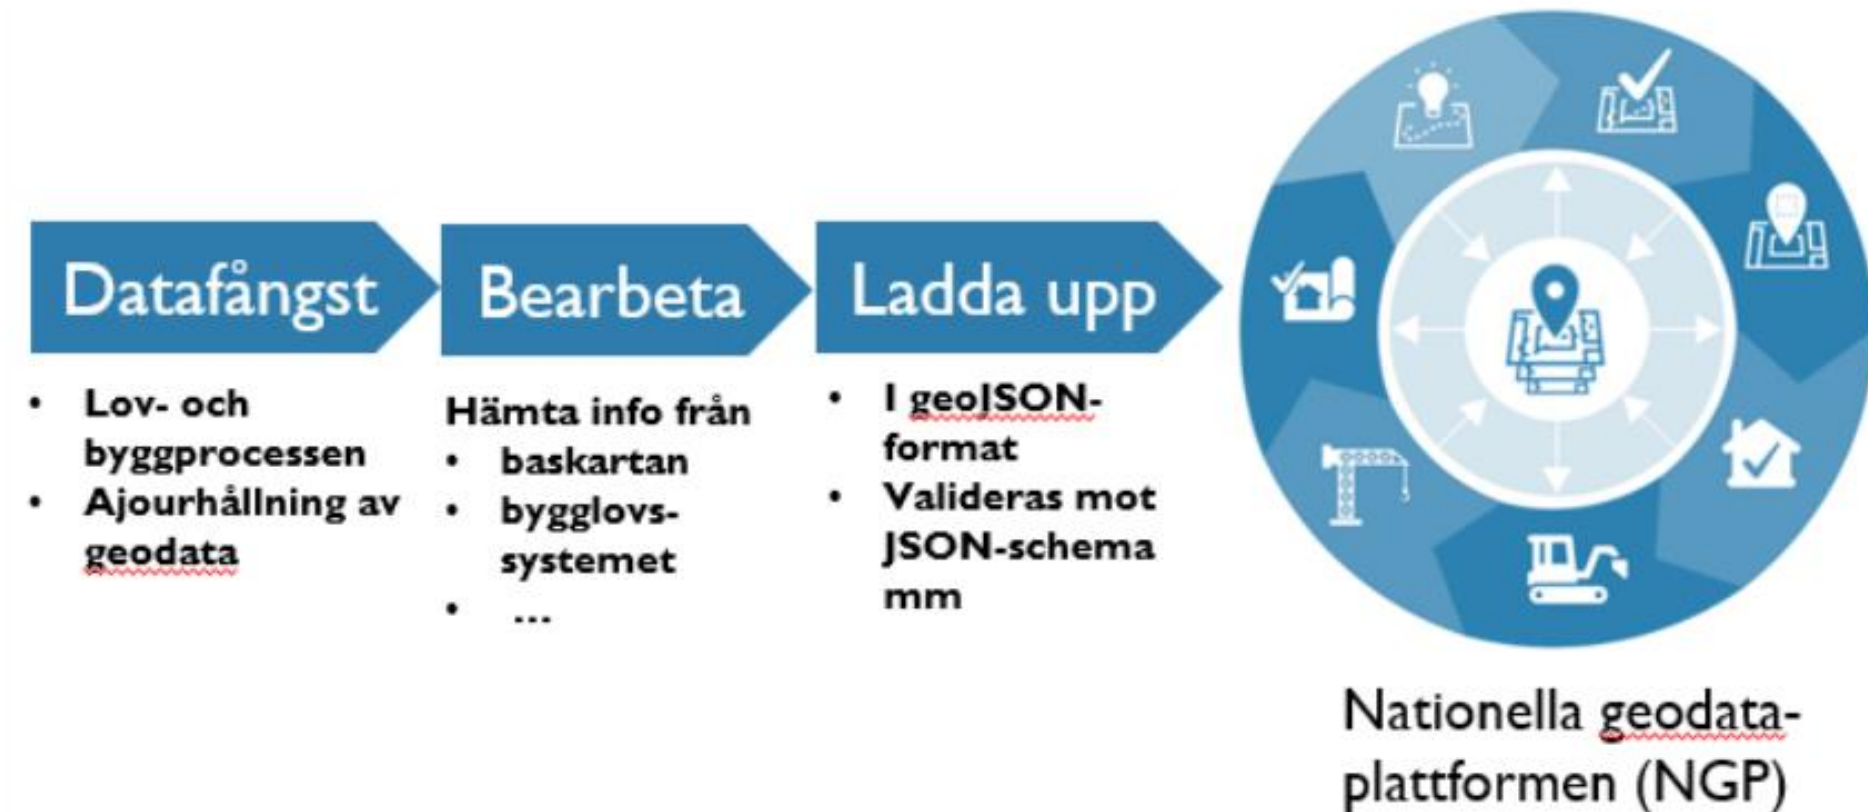 Datafångst
• Lov- och
byggprocessen
• Ajourhållning av
geodata
Bearbeta
Hämta info från
• baskartan
• bygglovs-
systemet
• ...
Ladda upp
• I geoJSON-
format
• Valideras mot
JSON-schema
mm
Nationella geodata-
plattformen (NGP)